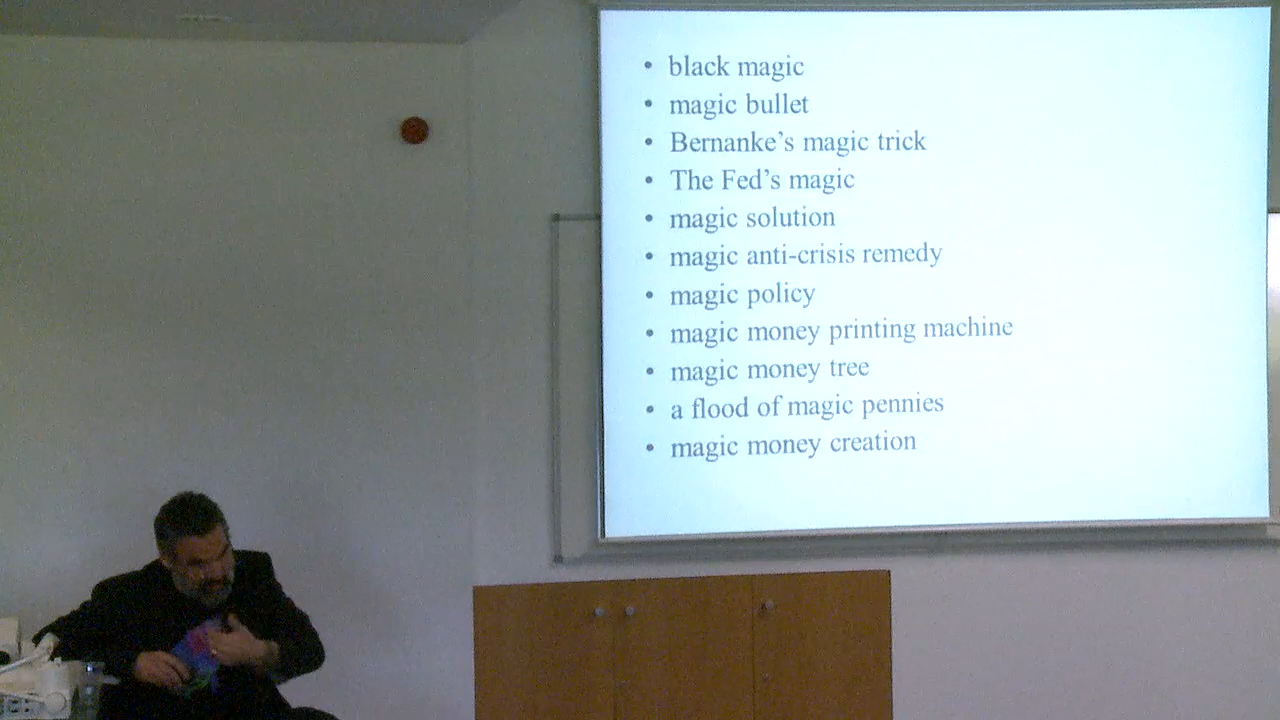 • black magic
• magic bullet
• Bernanke’s magic trick
• The Fed’s magic
• magic solution
• magic anti-crisis remedy
• magic policy
• magic money printing machine
• magic money tree
• a flood of magic pennies
• magic money creation